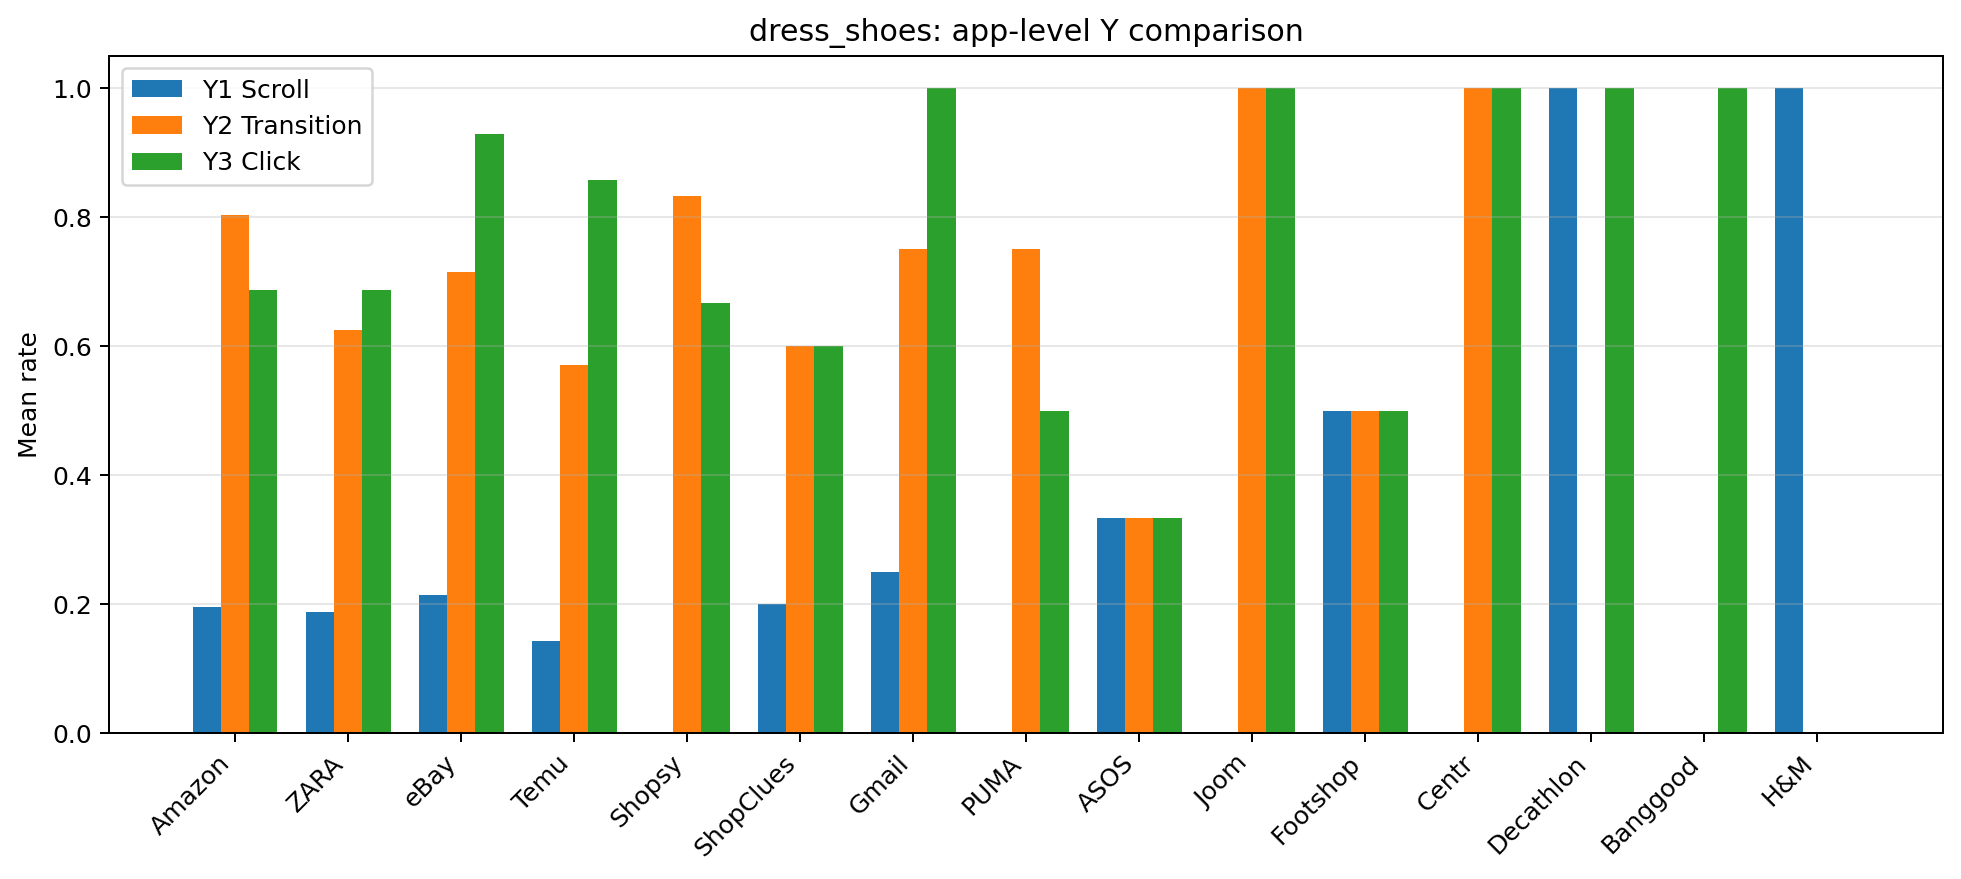 dress_shoes: app-level Y comparison
Y1 Scroll
Y2 Transition
Y3 Click
Mean rate
1.0
0.8
0.6
0.4
0.2
0.0
Amazon
ZARA
eBay
Temu
Shopsy
ShopClues
Gmail
PUMA
ASOS
Joom
Footshop
Centr
Decathlon
Banggood
H&M